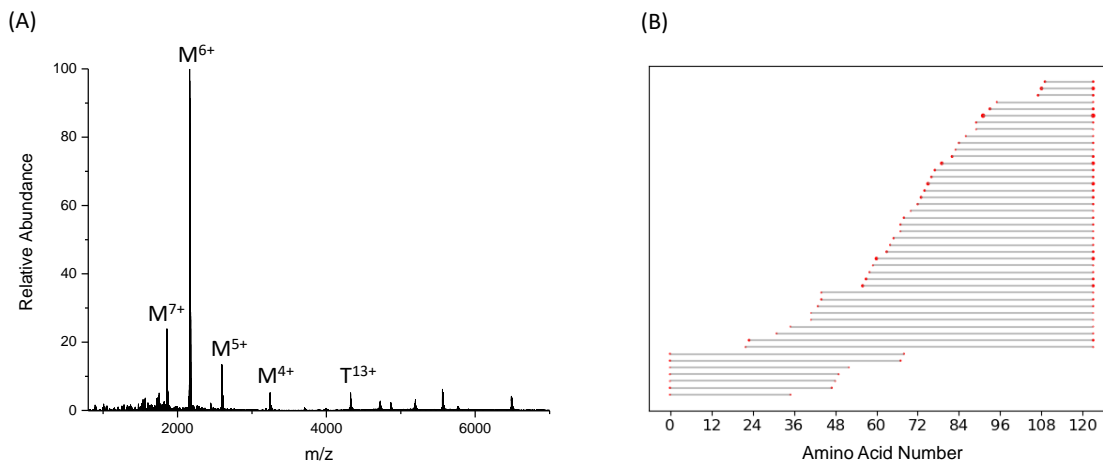 (A)
(B)
M6+
100
80
60
40
20
0
Relative Abundance
M7+
M5+
M4+
T13+
2000
4000
6000
m/z
0 12 24 36 48 60 72 84 96 108 120
Amino Acid Number